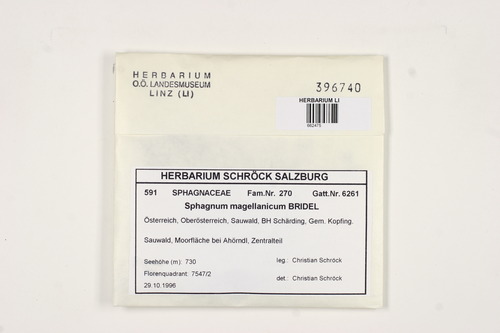 HERBARIUM
O.Ö. LANDESMUSEUM
LINZ (LI)
396740
HERBARIUM LI
HERBARIUM SCHRÖCK SALZBURG
591 SPHAGNACEAE Fam.Nr. 270 Gatt.Nr. 6261
Sphagnum magellanicum BRIDEL
Österreich, Oberösterreich, Sauwald, BH Schärding, Gem. Kopfing.
Sauwald, Moorfläche bei Ahörndl, Zentralteil
Seehöhe (m): 730 leg.: Christian Schröck
Florenquadrant: 7547/2 det.: Christian Schröck
29.10.1996